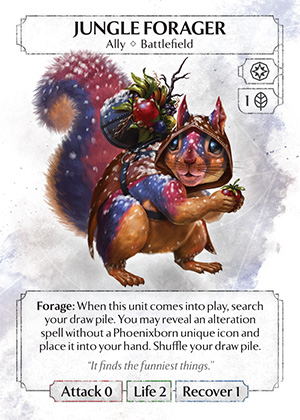 JUNGLE FORAGER
Ally ⬦ Battlefield
1
Forage: When this unit comes into play, search
your draw pile. You may reveal an alteration
spell without a Phoenixborn unique icon and
place it into your hand. Shuffle your draw pile.
"It finds the funniest things."
Attack 0 Life 2 Recover 1